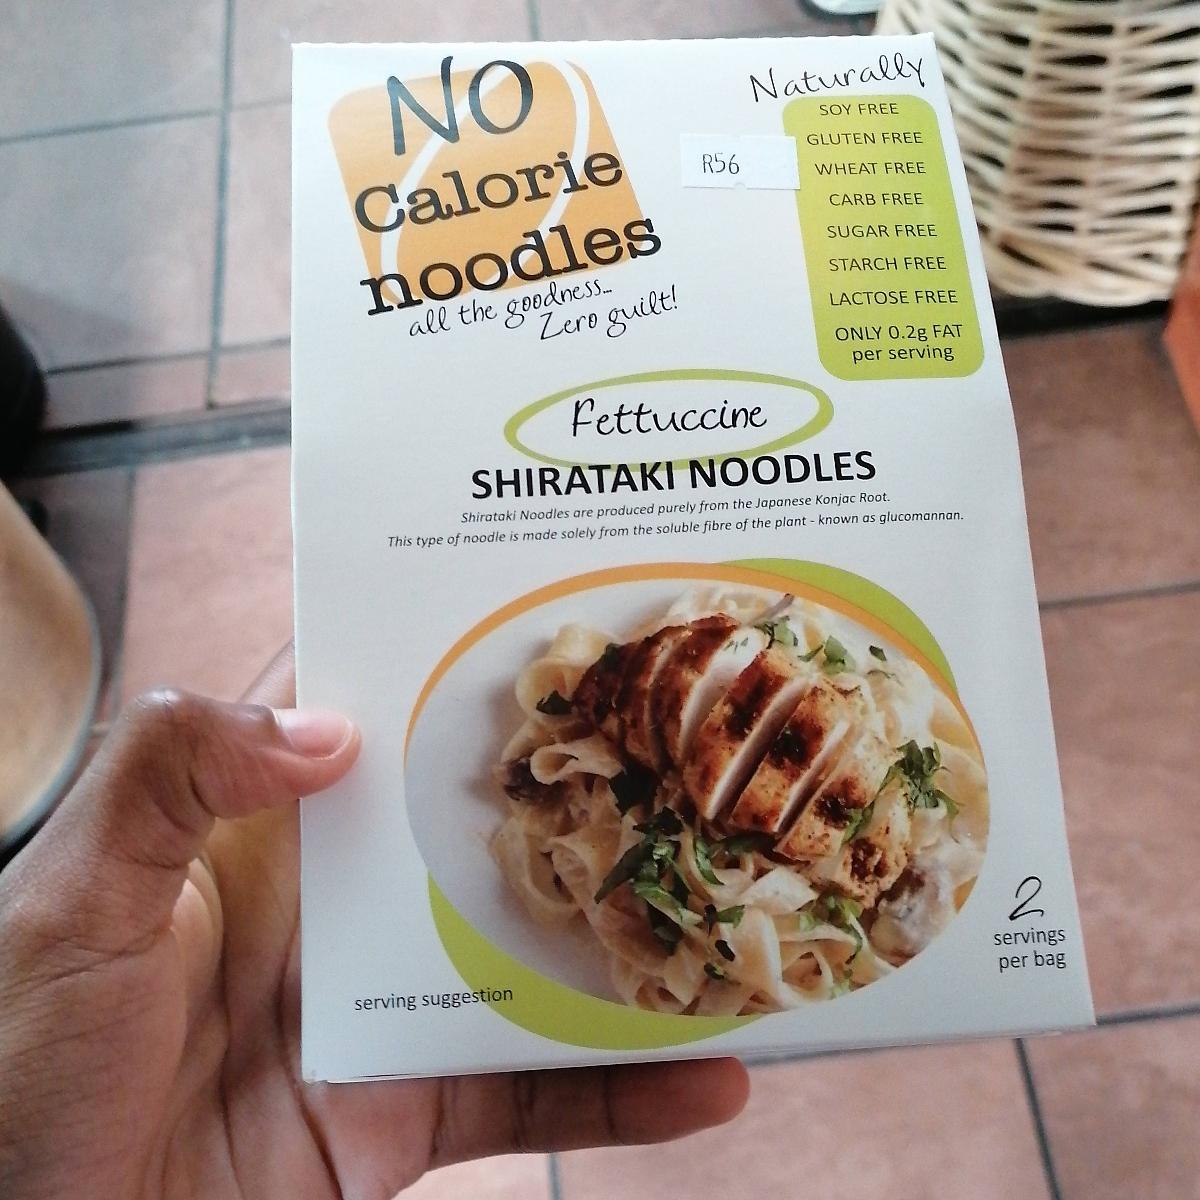 NO
Calorie
noodles
all the goodness...
Zero guilt!
R56
Naturally
SOY FREE
GLUTEN FREE
WHEAT FREE
CARB FREE
SUGAR FREE
STARCH FREE
LACTOSE FREE
ONLY 0.2g FAT
per serving
Fettuccine
SHIRATAKI NOODLES
Shirataki Noodles are produced purely from the Japanese Konjac Root.
This type of noodle is made solely from the soluble fibre of the plant - known as glucomannan.
2
servings
per bag
serving suggestion